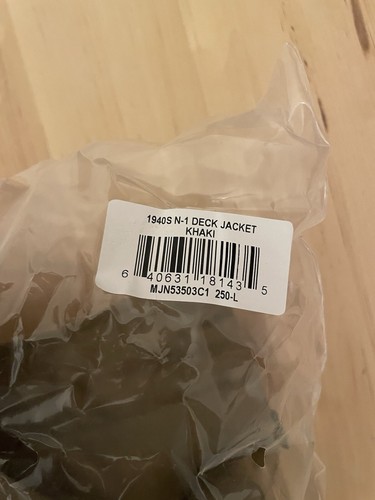 1940S N-1 DECK JACKET
KHAKI
6 40631 18143 5
MJN53503C1 250-L